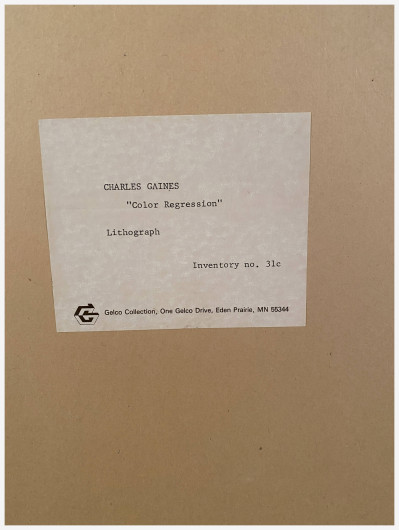 CHARLES GAINES
"Color Regression"
Lithograph
Inventory no. 31c
Gelco Collection, One Gelco Drive, Eden Prairie, MN 55344